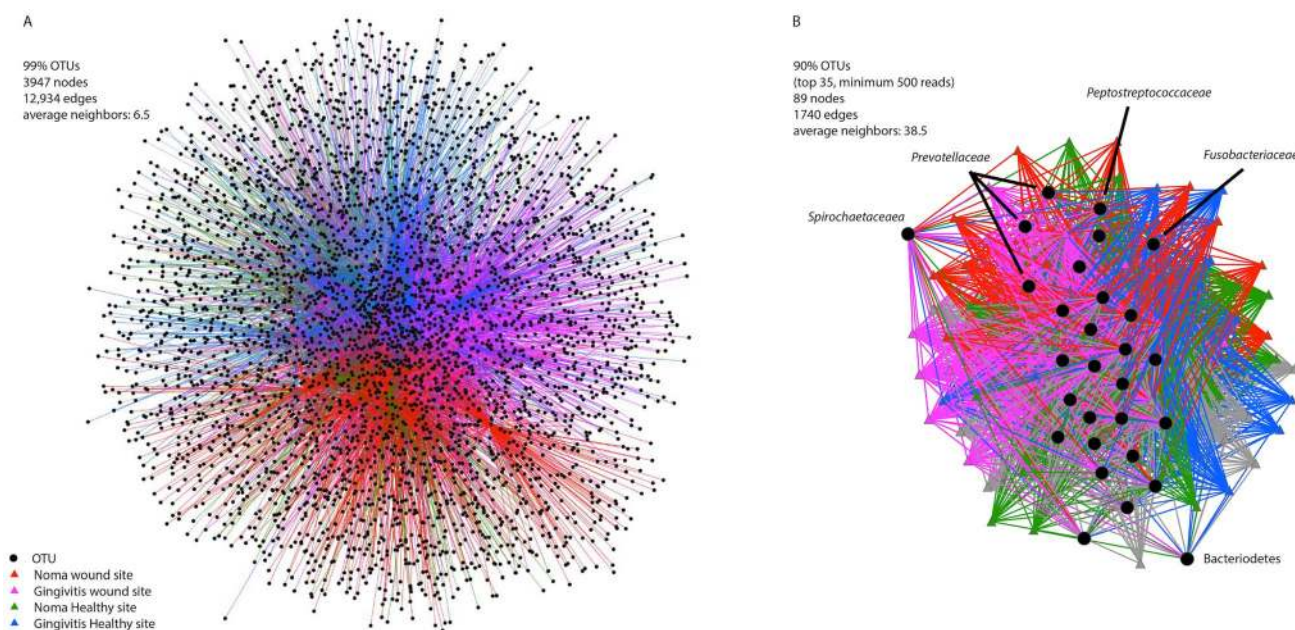 A
99% OTUs
3947 nodes
12,934 edges
average neighbors: 6.5
OTU
Noma wound site
Gingivitis wound site
Noma Healthy site
Gingivitis Healthy site
B
90% OTUs
(top 35, minimum 500 reads)
89 nodes
1740 edges
average neighbors: 38.5
Peptostreptococcaceae
Prevotellaceae
Fusobacteriaceae
Spirochaetaceaea
Bacteriodetes